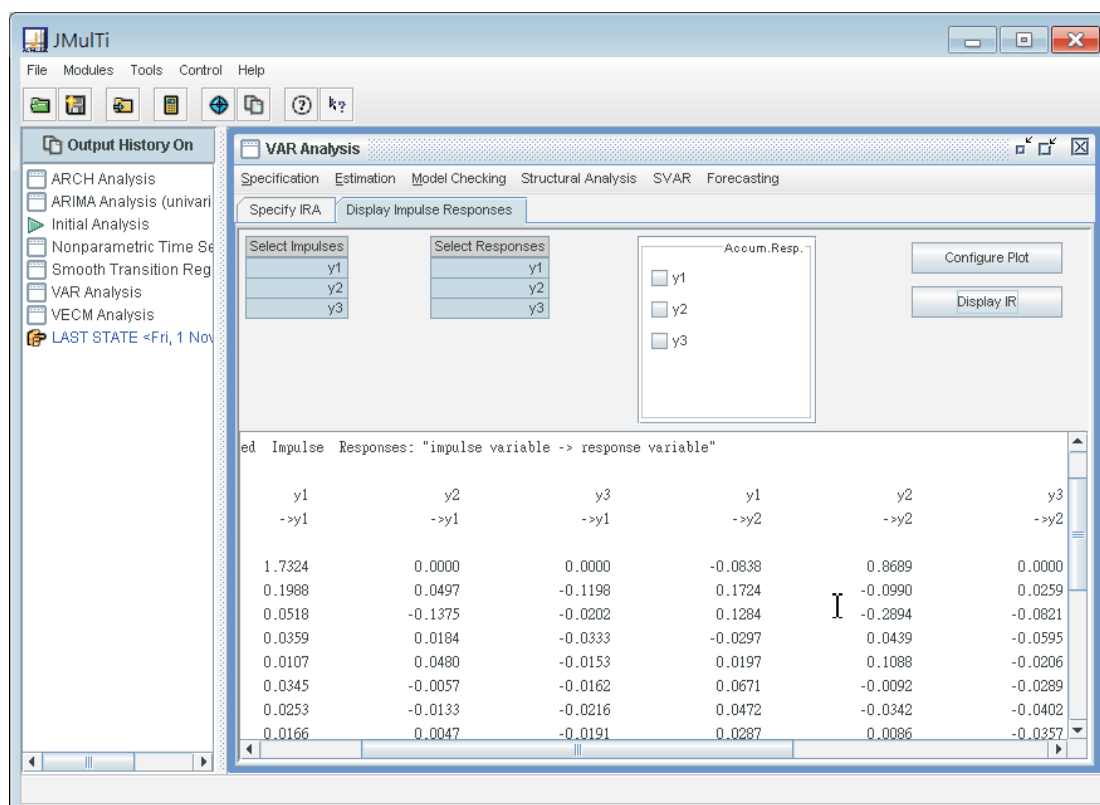 JMulTi
File Modules Tools Control Help
Output History On
ARCH Analysis
ARIMA Analysis (univari
Initial Analysis
Nonparametric Time Se
Smooth Transition Reg
VAR Analysis
VECM Analysis
LAST STATE <Fri, 1 Nov
VAR Analysis
Specification Estimation Model Checking Structural Analysis SVAR Forecasting
Specify IRA Display Impulse Responses
Select Impulses
y1
y2
y3
Select Responses
y1
y2
y3
Accum.Resp.
y1
y2
y3
Configure Plot
Display IR
ed Impulse Responses: "impulse variable -> response variable"
y1 y2 y3 y1 y2 y3
->y1 ->y1 ->y1 ->y2 ->y2 ->y2
1.7324 0.0000 0.0000 -0.0838 0.8689 0.0000
0.1988 0.0497 -0.1198 0.1724 -0.0990 0.0259
0.0518 -0.1375 -0.0202 0.1284 -0.2894 -0.0821
0.0359 0.0184 -0.0333 -0.0297 0.0439 -0.0595
0.0107 0.0480 -0.0153 0.0197 0.1088 -0.0206
0.0345 -0.0057 -0.0162 0.0671 -0.0092 -0.0289
0.0253 -0.0133 -0.0216 0.0472 -0.0342 -0.0402
0.0166 0.0047 -0.0191 0.0287 0.0086 -0.0357